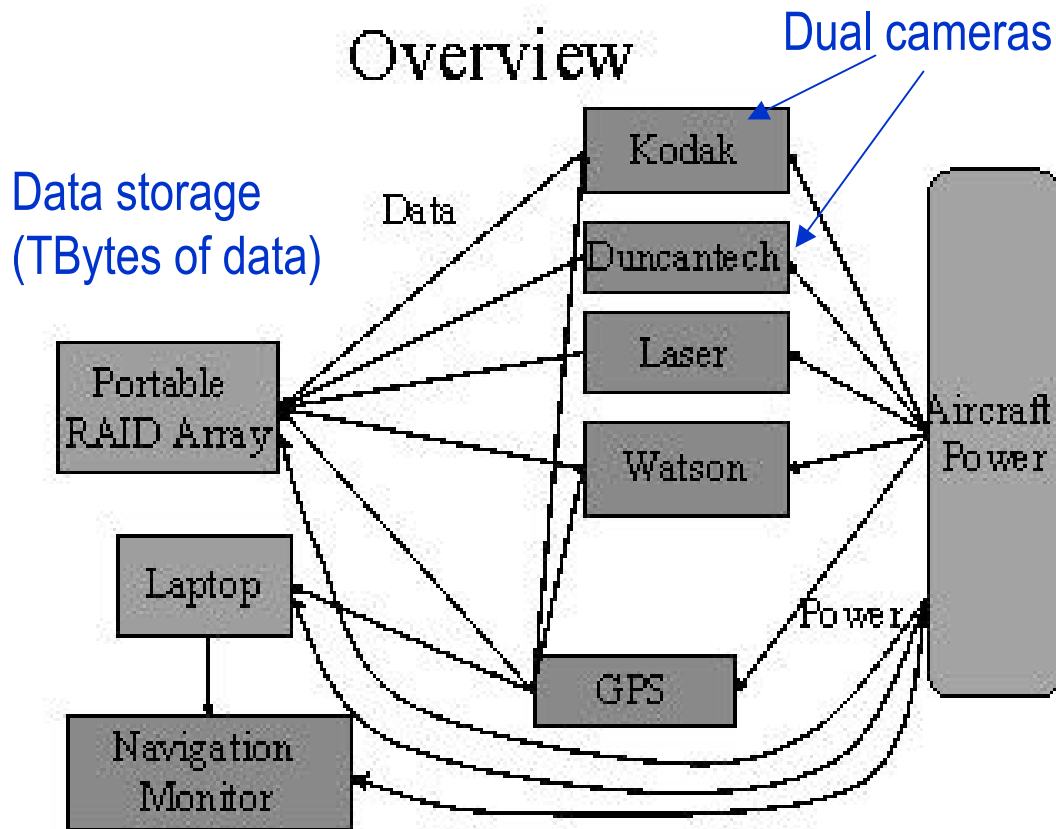 Overview
Dual cameras
Data storage
(TBytes of data)
Data
Kodak
Duncantech
Laser
Watson
GPS
Portable
RAID Array
Laptop
Navigation
Monitor
Aircraft
Power
Power